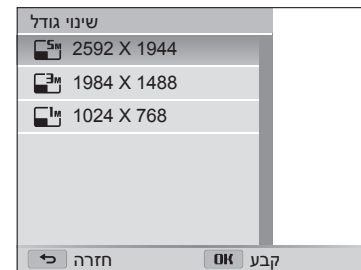 שינוי גודל
5M 2592 X 1944
3M 1984 X 1488
1M 1024 X 768
חזרה OK קבע